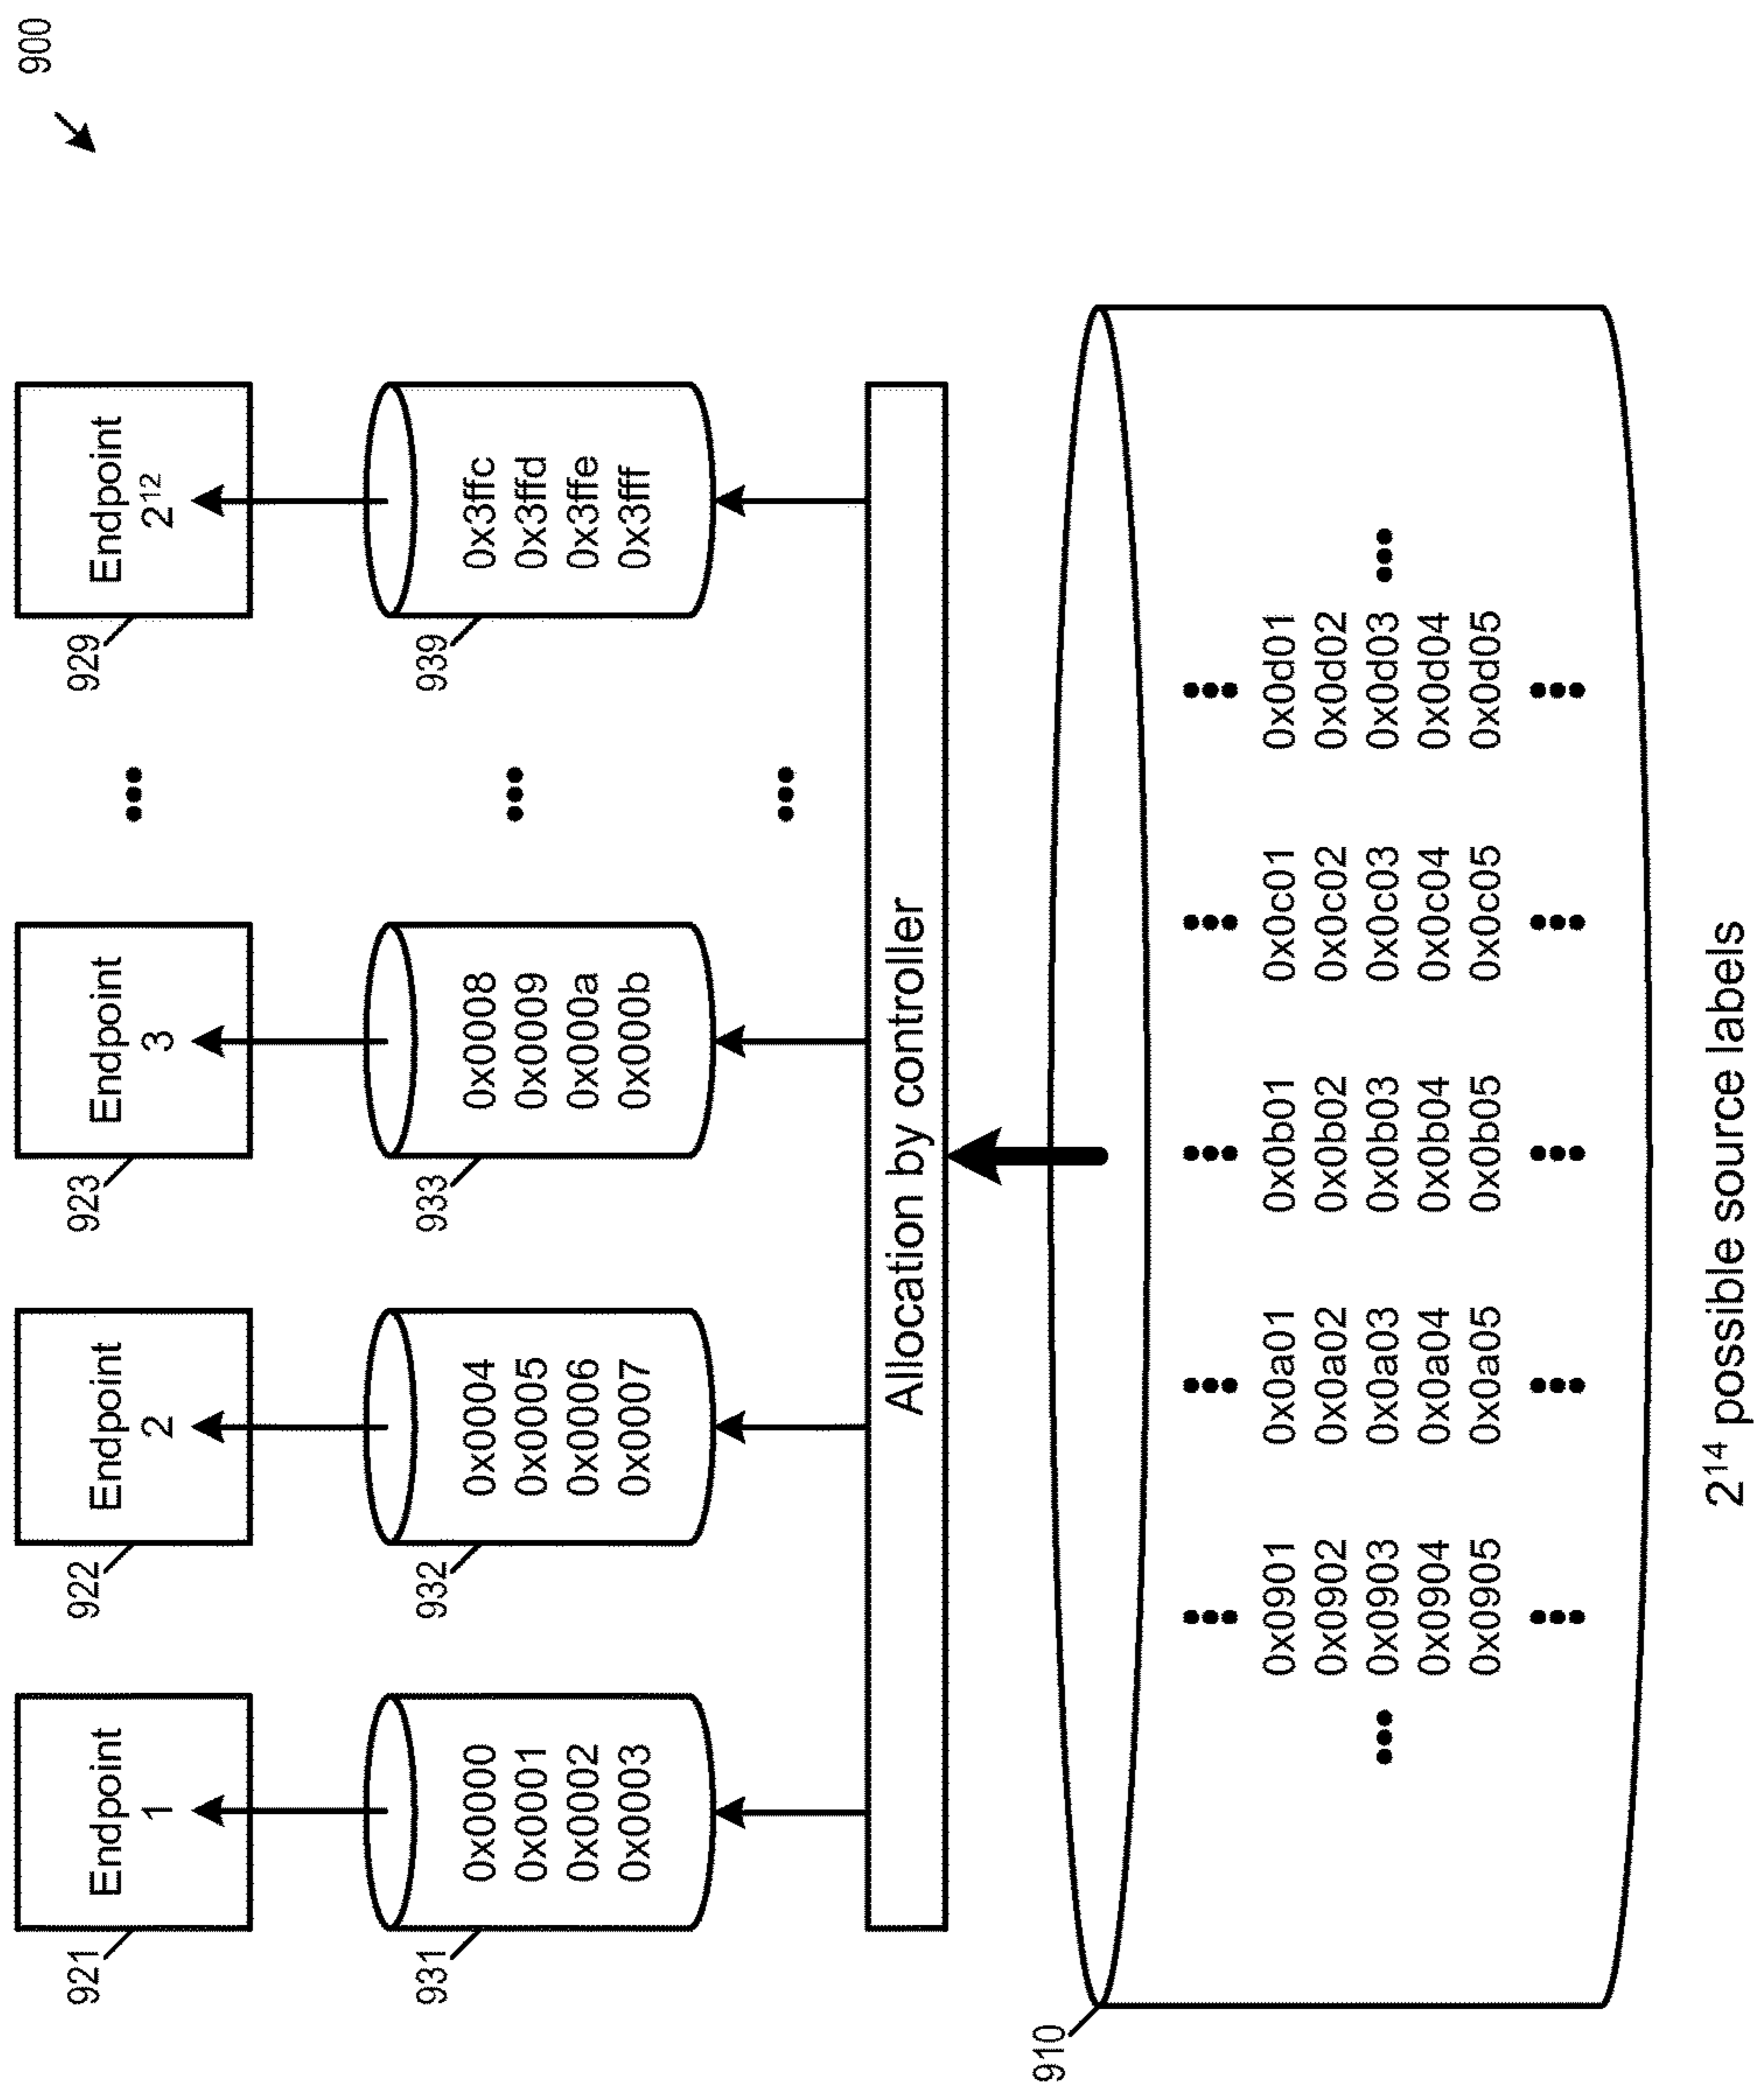 900
921
Endpoint
1
922
Endpoint
2
923
Endpoint
3
929
Endpoint
2¹²
931
0x0000
0x0001
0x0002
0x0003
932
0x0004
0x0005
0x0006
0x0007
933
0x0008
0x0009
0x000a
0x000b
939
0x3ffc
0x3ffd
0x3ffe
0x3fff
Allocation by controller
910
0x0901
0x0902
0x0903
0x0904
0x0905
0x0a01
0x0a02
0x0a03
0x0a04
0x0a05
0x0b01
0x0b02
0x0b03
0x0b04
0x0b05
0x0c01
0x0c02
0x0c03
0x0c04
0x0c05
0x0d01
0x0d02
0x0d03
0x0d04
0x0d05
2¹⁴ possible source labels